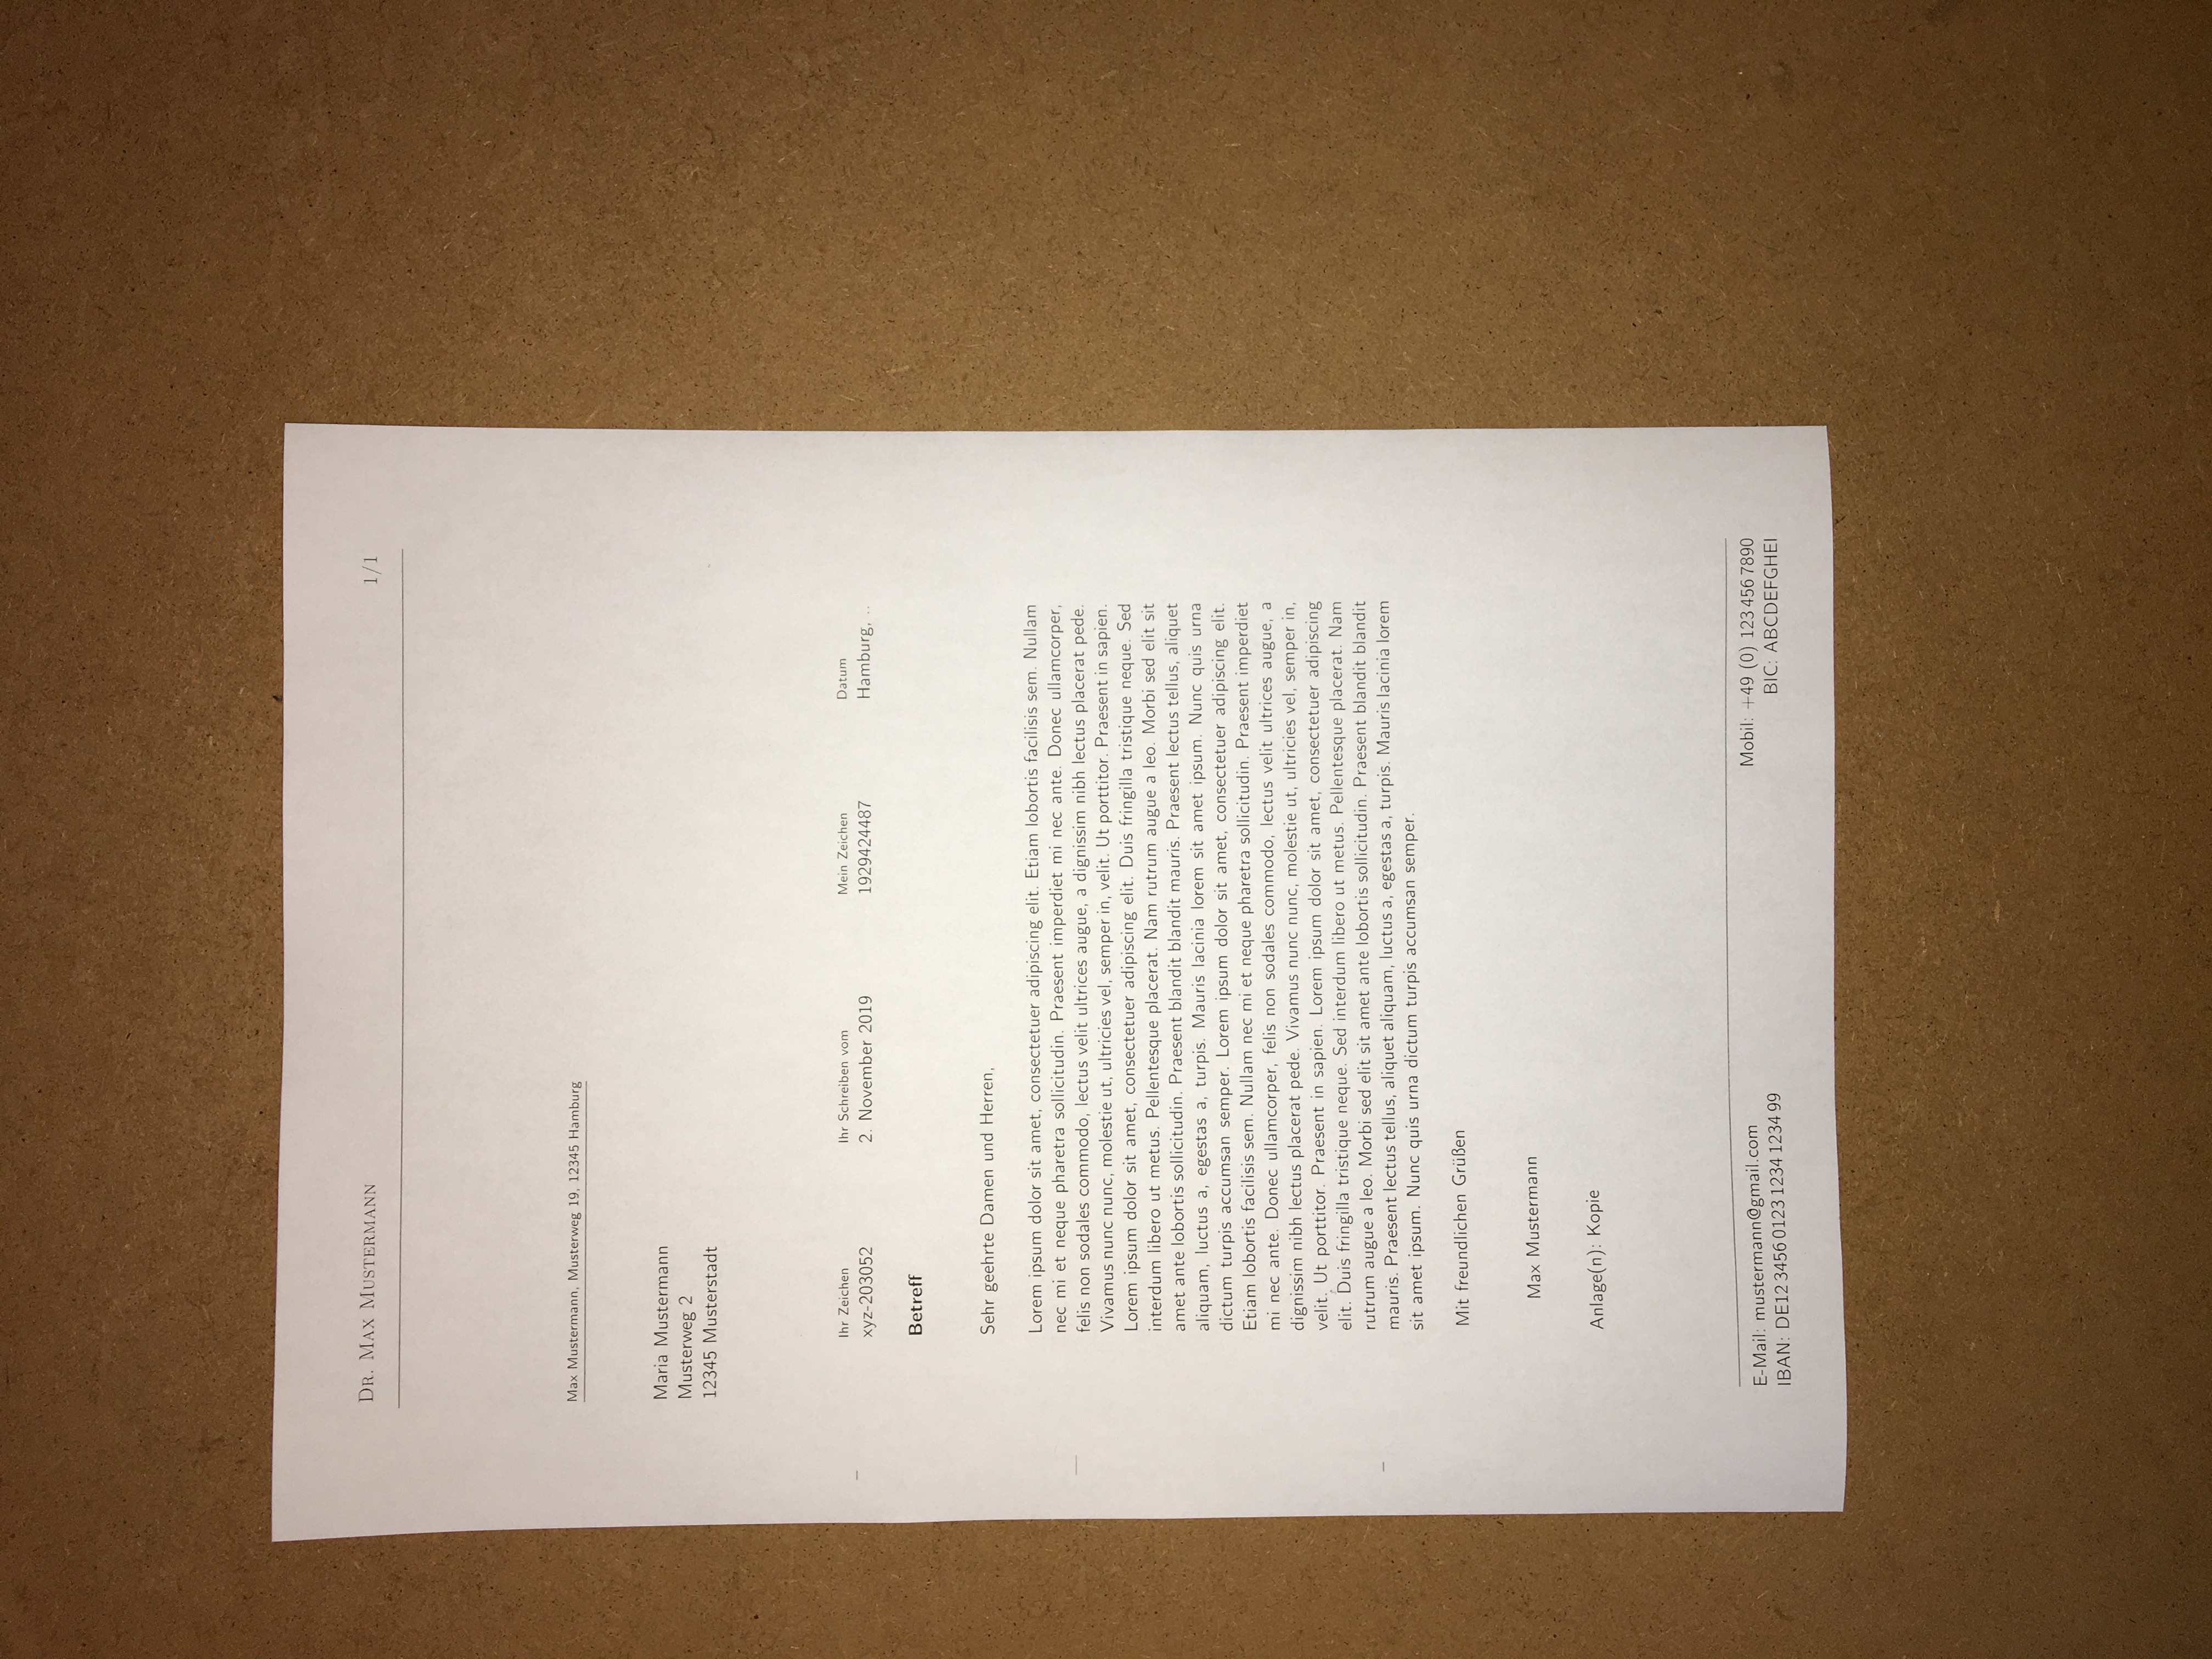 Dr. Max Mustermann 1/1
Max Mustermann, Musterweg 19, 12345 Hamburg
Maria Mustermann
Musterweg 2
12345 Musterstadt
Ihr Zeichen Ihr Schreiben vom Mein Zeichen Datum
xyz-203052 2. November 2019 1929424487 Hamburg, ..
Betreff
Sehr geehrte Damen und Herren,
Lorem ipsum dolor sit amet, consectetuer adipiscing elit. Etiam lobortis facilisis sem. Nullam
nec mi et neque pharetra sollicitudin. Praesent imperdiet mi nec ante. Donec ullamcorper,
felis non sodales commodo, lectus velit ultrices augue, a dignissim nibh lectus placerat pede.
Vivamus nunc nunc, molestie ut, ultricies vel, semper in, velit. Ut porttitor. Praesent in sapien.
Lorem ipsum dolor sit amet, consectetuer adipiscing elit. Duis fringilla tristique neque. Sed
interdum libero ut metus. Pellentesque placerat. Nam rutrum augue a leo. Morbi sed elit sit
amet ante lobortis sollicitudin. Praesent blandit blandit mauris. Praesent lectus tellus, aliquet
aliquam, luctus a, egestas a, turpis. Mauris lacinia lorem sit amet ipsum. Nunc quis urna
dictum turpis accumsan semper. Lorem ipsum dolor sit amet, consectetuer adipiscing elit.
Etiam lobortis facilisis sem. Nullam nec mi et neque pharetra sollicitudin. Praesent imperdiet
mi nec ante. Donec ullamcorper, felis non sodales commodo, lectus velit ultrices augue, a
dignissim nibh lectus placerat pede. Vivamus nunc nunc, molestie ut, ultricies vel, semper in,
velit. Ut porttitor. Praesent in sapien. Lorem ipsum dolor sit amet, consectetuer adipiscing
elit. Duis fringilla tristique neque. Sed interdum libero ut metus. Pellentesque placerat. Nam
rutrum augue a leo. Morbi sed elit sit amet ante lobortis sollicitudin. Praesent blandit blandit
mauris. Praesent lectus tellus, aliquet aliquam, luctus a, egestas a, turpis. Mauris lacinia lorem
sit amet ipsum. Nunc quis urna dictum turpis accumsan semper.
Mit freundlichen Grüßen
Max Mustermann
Anlage(n): Kopie
E-Mail: mustermann@gmail.com Mobil: +49 (0) 123 456 7890
IBAN: DE12 3456 0123 1234 1234 99 BIC: ABCDEFGHEI